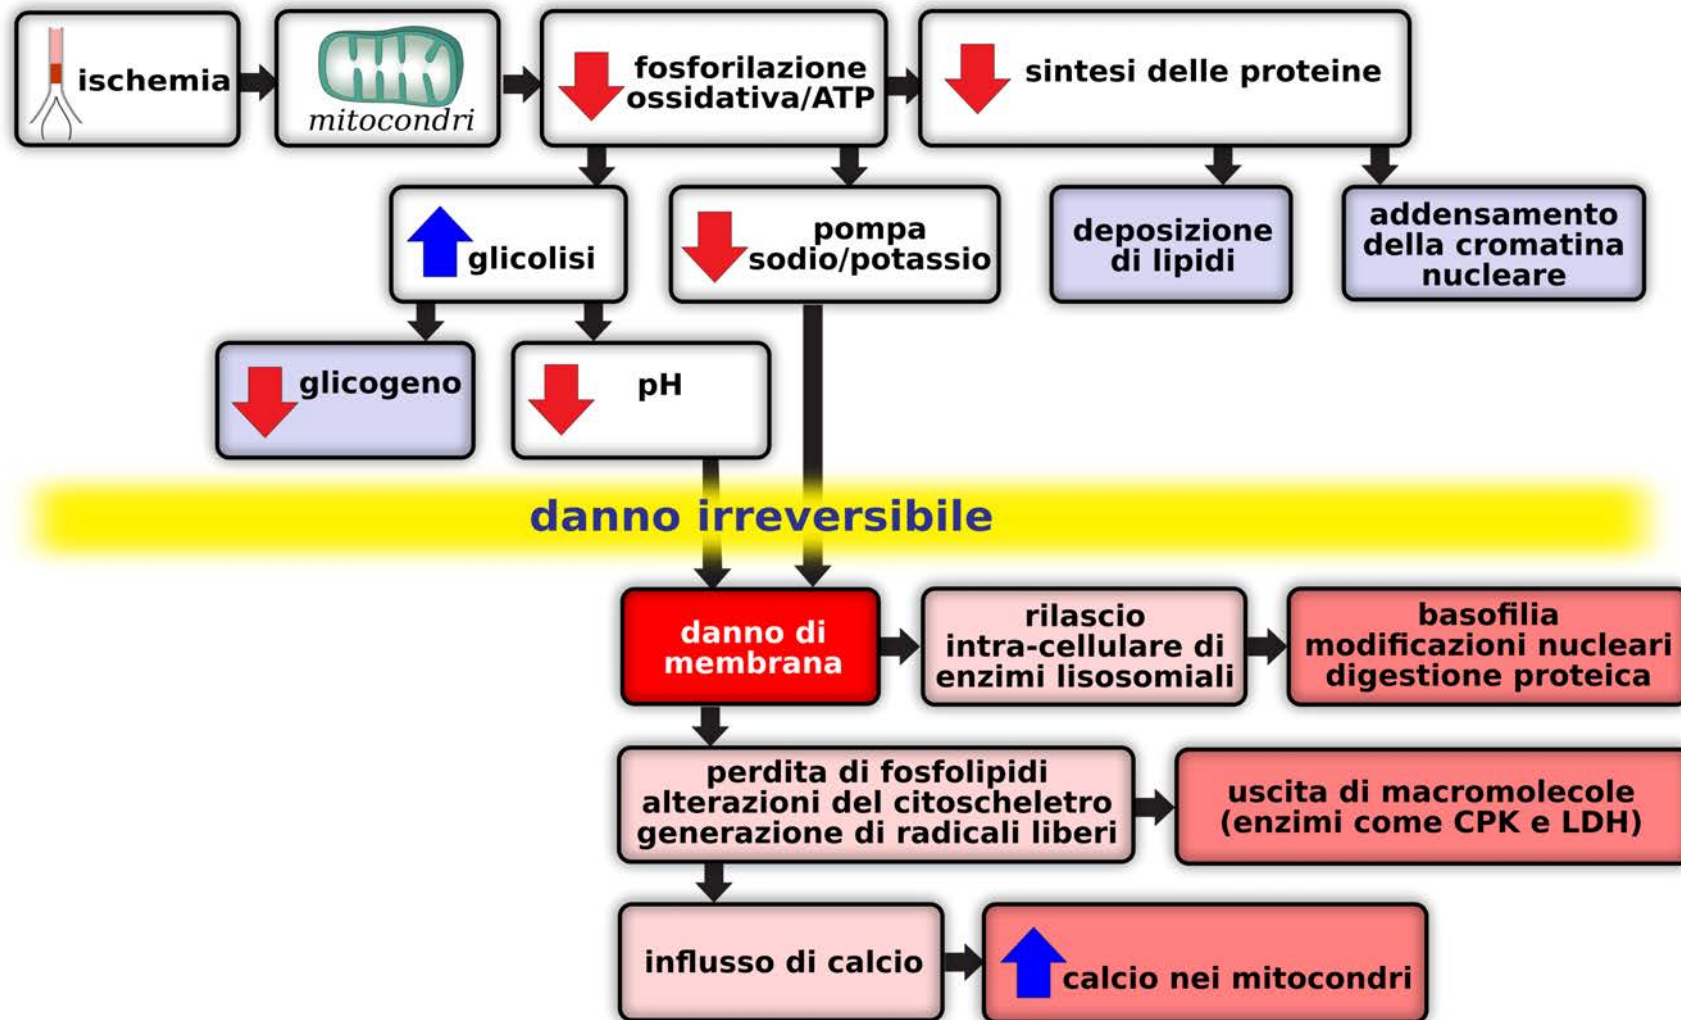 ischemia
mitocondri
fosforilazione
ossidativa/ATP
sintesi delle proteine
glicolisi
pompa
sodio/potassio
deposizione
di lipidi
addensamento
della cromatina
nucleare
glicogeno
pH
danno irreversibile
danno di
membrana
rilascio
intra-cellulare di
enzimi lisosomiali
basofilia
modificazioni nucleari
digestione proteica
perdita di fosfolipidi
alterazioni del citoscheletro
generazione di radicali liberi
uscita di macromolecole
(enzimi come CPK e LDH)
influsso di calcio
calcio nei mitocondri